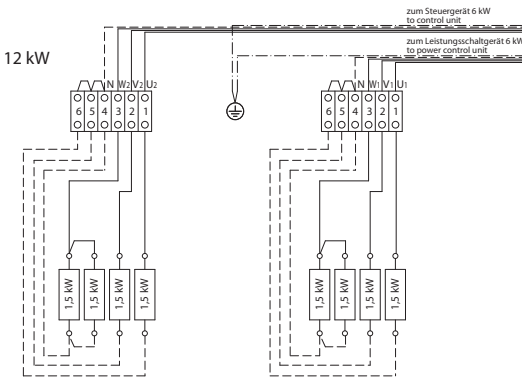 zum Steuergerät 6 kW
to control unit
zum Leistungsschaltgerät 6 kW
to power control unit
12 kW
N W2 V2 U2
6 5 4 3 2 1
N W1 V1 U1
6 5 4 3 2 1
1,5 kW 1,5 kW 1,5 kW 1,5 kW
1,5 kW 1,5 kW 1,5 kW 1,5 kW